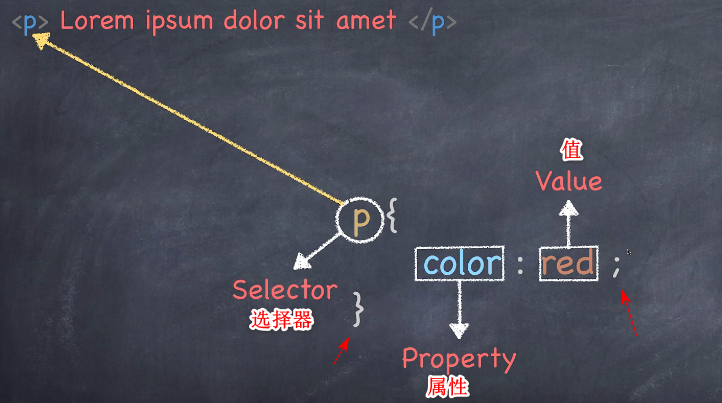 <p> Lorem ipsum dolor sit amet </p>
值
Value
p {
color : red ;
Selector
选择器
}
Property
属性